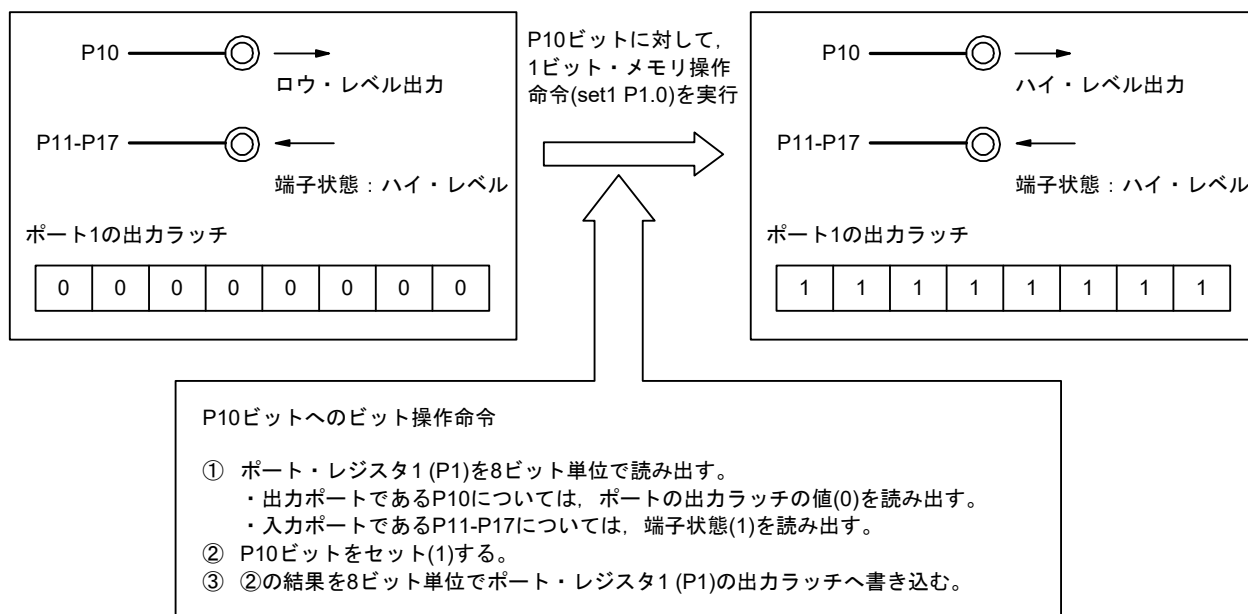 P10
ロウ・レベル出力
P11-P17
端子状態：ハイ・レベル
ポート1の出力ラッチ
0 0 0 0 0 0 0 0
P10ビットに対して，
1ビット・メモリ操作
命令(set1 P1.0)を実行
P10
ハイ・レベル出力
P11-P17
端子状態：ハイ・レベル
ポート1の出力ラッチ
1 1 1 1 1 1 1 1
P10ビットへのビット操作命令
① ポート・レジスタ1 (P1)を8ビット単位で読み出す。
・出力ポートであるP10については，ポートの出力ラッチの値(0)を読み出す。
・入力ポートであるP11-P17については，端子状態(1)を読み出す。
② P10ビットをセット(1)する。
③ ②の結果を8ビット単位でポート・レジスタ1 (P1)の出力ラッチへ書き込む。